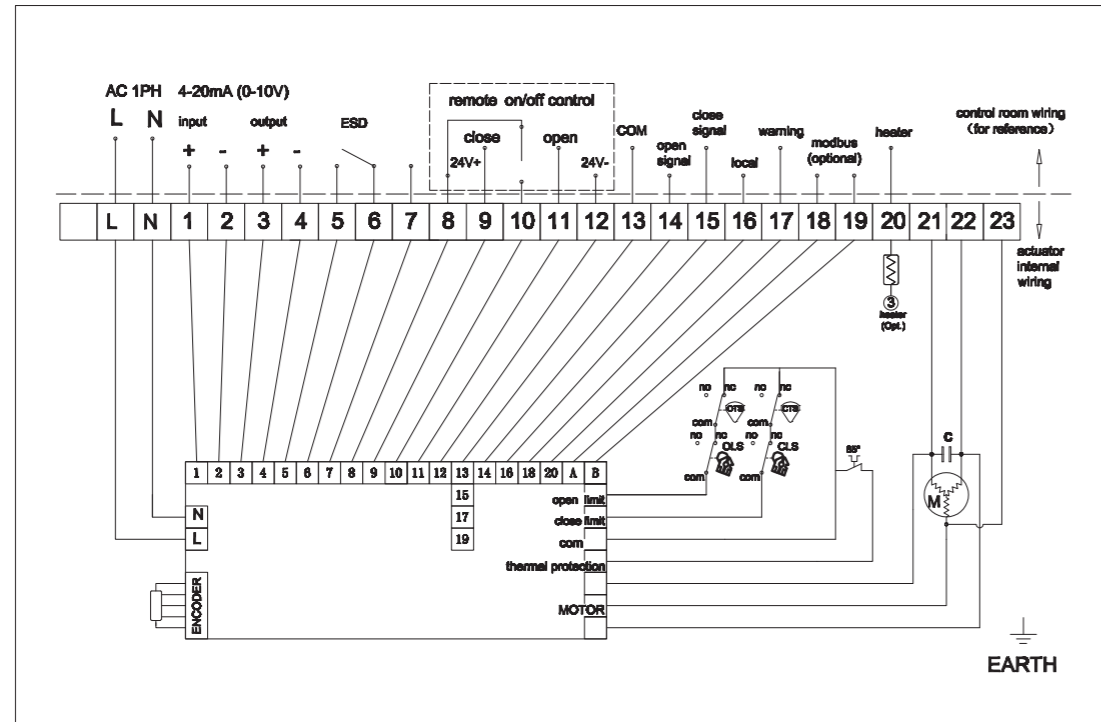 AC 1PH 4-20mA (0-10V)
L N input output ESD
+ - + -
remote on/off control
close open
24V+ 24V-
COM
open
signal
close
signal
local
warning
modbus
(optional)
heater
control room wiring
(for reference)
L N 1 2 3 4 5 6 7 8 9 10 11 12 13 14 15 16 17 18 19 20 21 22 23
actuator
internal
wiring
3
heater
(Opt.)
no nc no nc
OTS CTS
com com
no nc no nc
OLS CLS
com com
85°
C
M
1 2 3 4 5 6 7 8 9 10 11 12 13 14 16 18 20 A B
15
17
19
N
L
ENCODER
open limit
close limit
com
thermal protection
MOTOR
EARTH